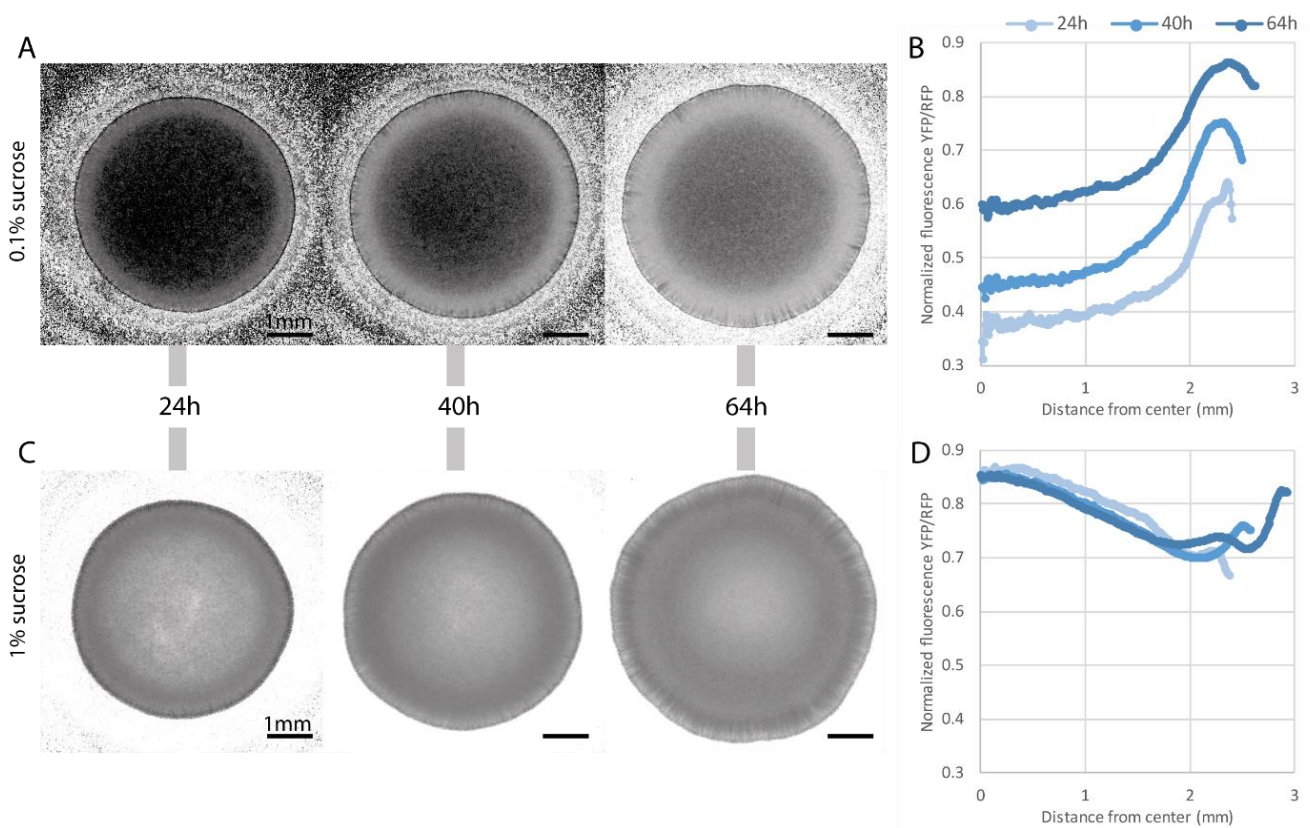 24h 40h 64h
A
0.1% sucrose
1mm
B
Normalized fluorescence YFP/RFP
0.9
0.8
0.7
0.6
0.5
0.4
0.3
0 1 2 3
Distance from center (mm)
24h 40h 64h
C
1% sucrose
1mm
D
Normalized fluorescence YFP/RFP
0.9
0.8
0.7
0.6
0.5
0.4
0.3
0 1 2 3
Distance from center (mm)